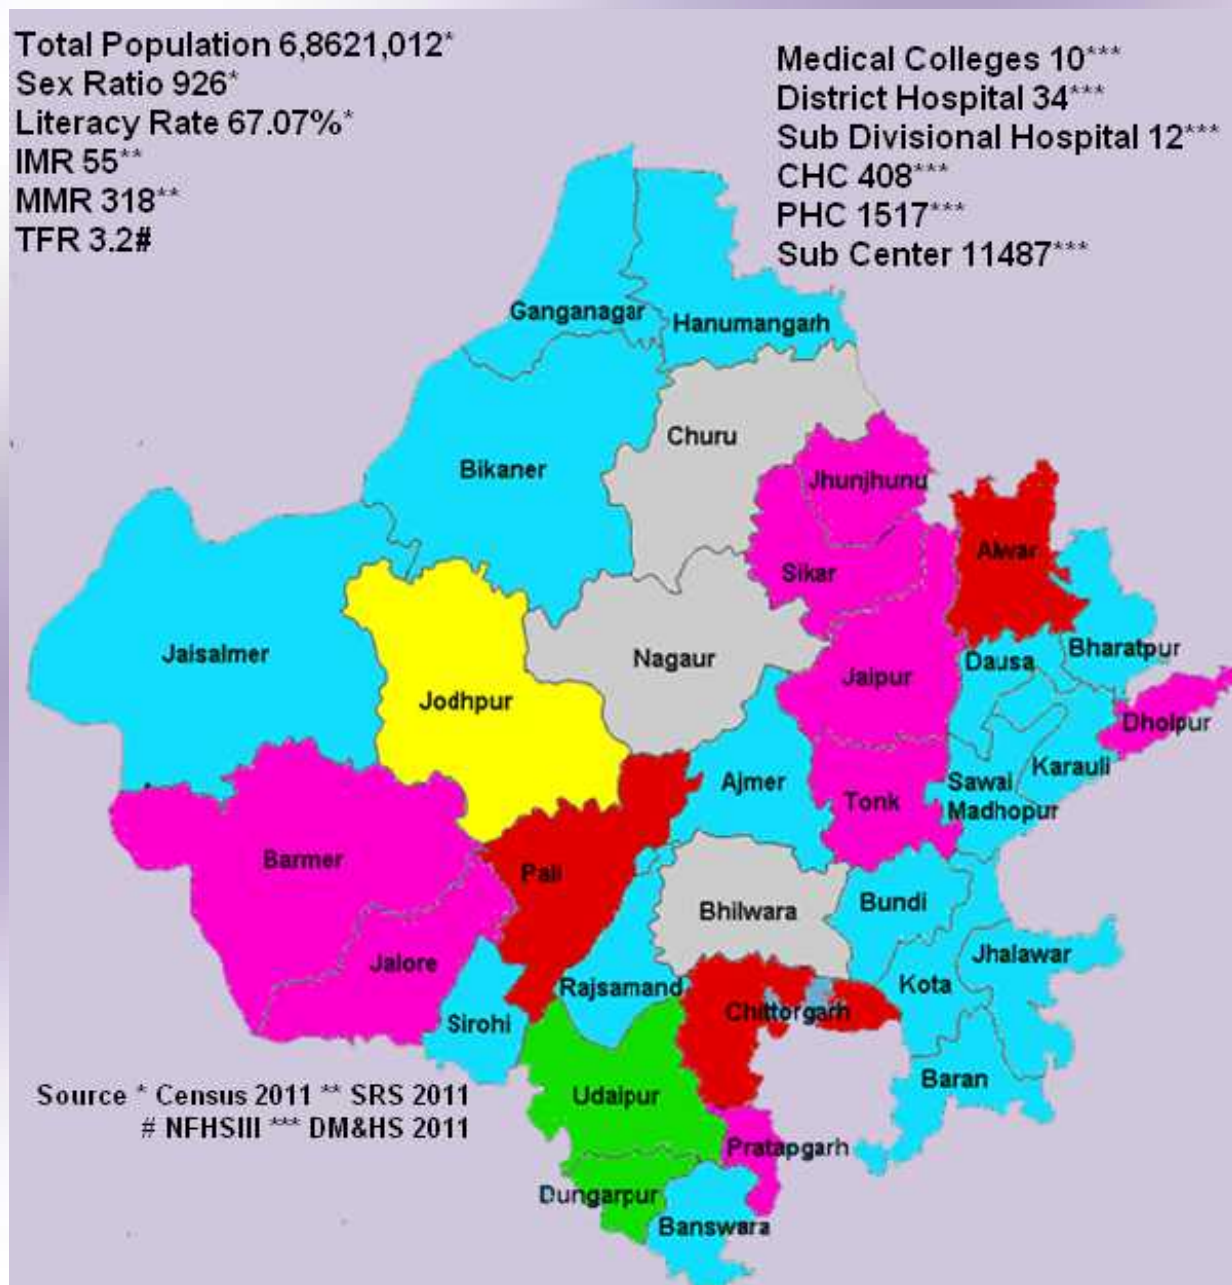 Total Population 6,8621,012*
Sex Ratio 926*
Literacy Rate 67.07%*
IMR 55**
MMR 318**
TFR 3.2#
Medical Colleges 10***
District Hospital 34***
Sub Divisional Hospital 12***
CHC 408***
PHC 1517***
Sub Center 11487***
Ganganagar
Hanumangarh
Churu
Bikaner
Jhunjhunu
Alwar
Sikar
Jaisalmer
Nagaur
Dausa
Bharatpur
Jaipur
Jodhpur
Dholpur
Ajmer
Sawai
Madhopur
Karauli
Tonk
Barmer
Pali
Bhilwara
Bundi
Jalore
Rajsamand
Kota
Jhalawar
Sirohi
Chittorgarh
Baran
Udaipur
Source * Census 2011 ** SRS 2011
# NFHSIII *** DM&HS 2011
Pratapgarh
Dungarpur
Banswara